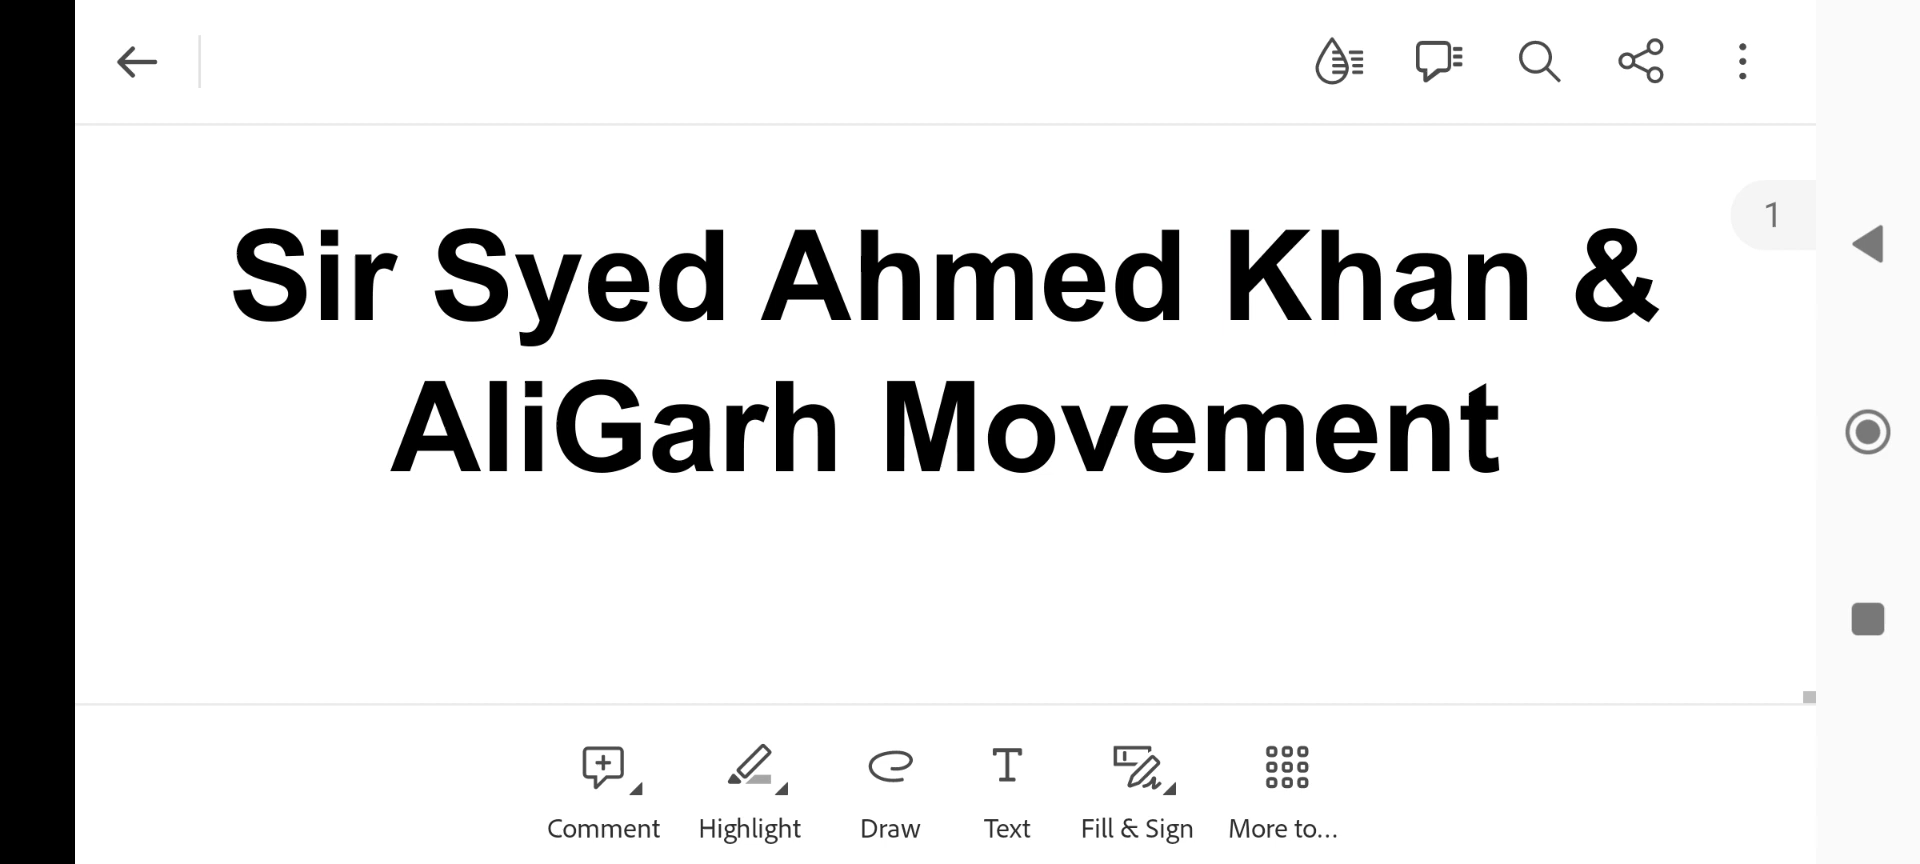 1
Sir Syed Ahmed Khan &
AliGarh Movement
Comment Highlight Draw Text Fill & Sign More to...